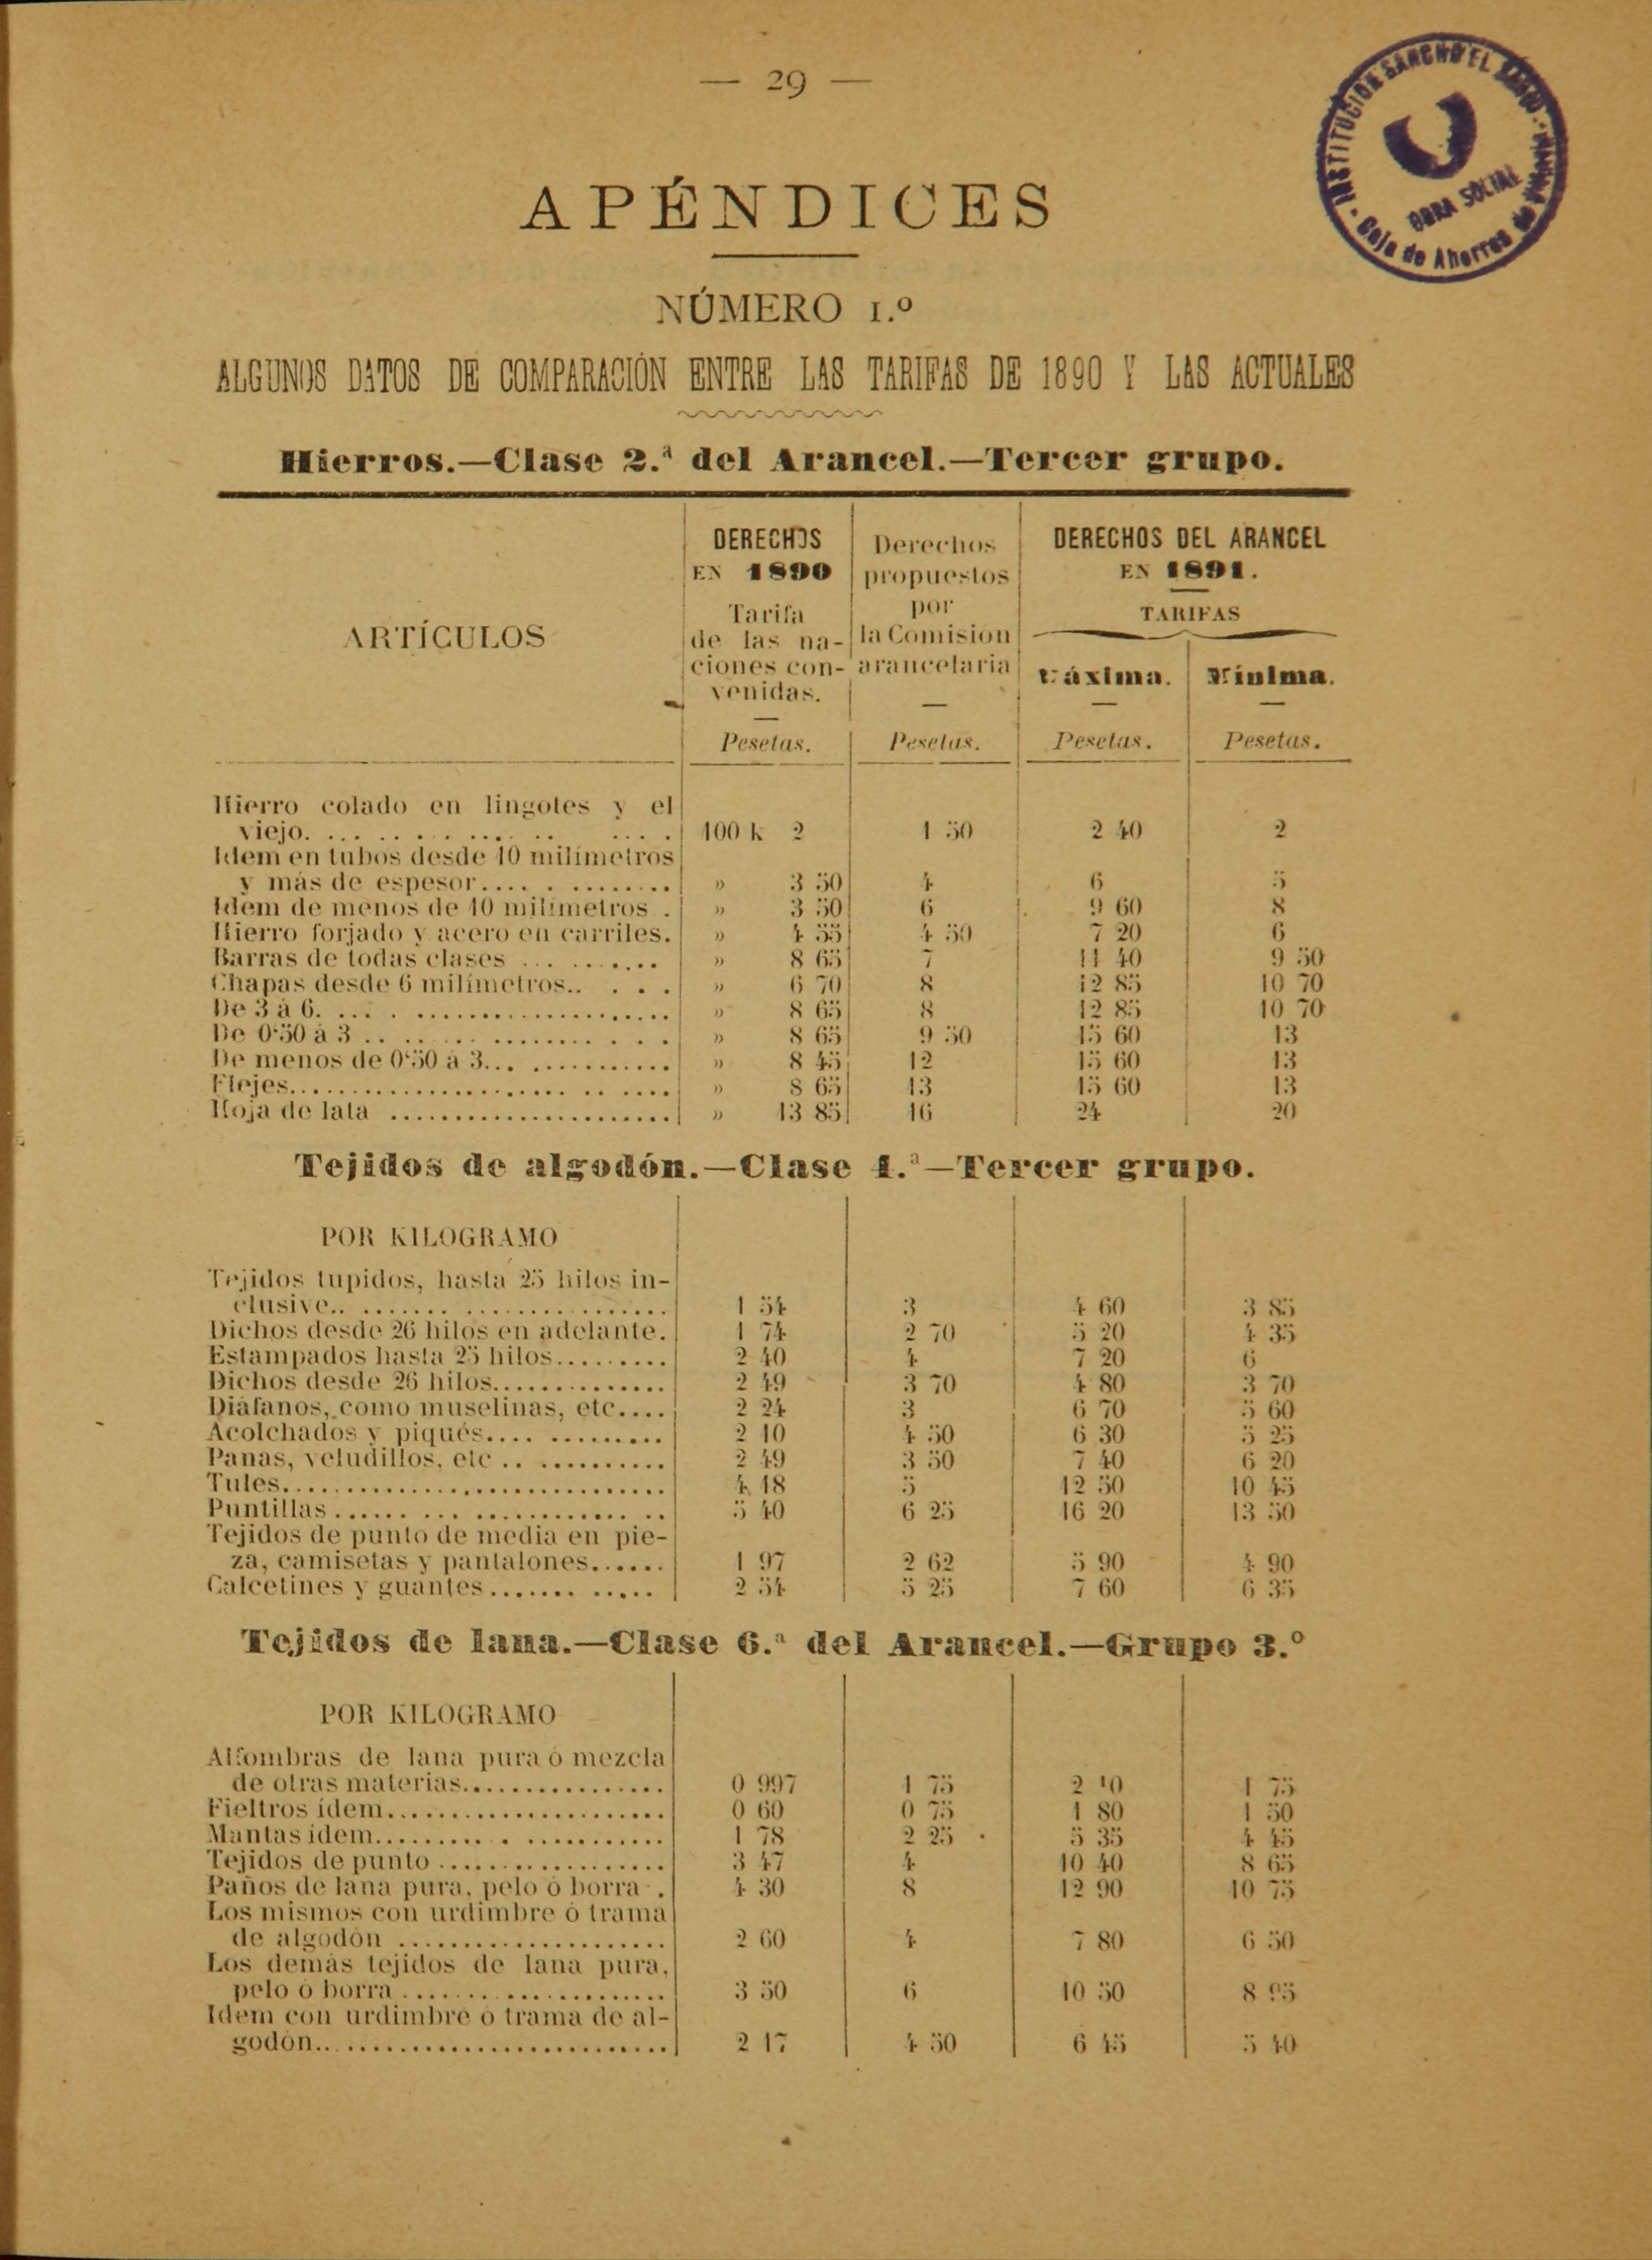 — 29 —
INSTITUCION SANCHO EL SABIO
OBRA SOCIAL
Caja de Ahorros de
APÉNDICES
NÚMERO 1.º
ALGUNOS DATOS DE COMPARACIÓN ENTRE LAS TARIFAS DE 1890 Y LAS ACTUALES
Hierros.—Clase 2.ª del Arancel.—Tercer grupo.
ARTÍCULOS
DERECHOS
EN 1890
Tarifa
de las na-
ciones con-
venidas.
Pesetas.
Derechos
propuestos
por
la Comisión
arancelaria
Pesetas.
DERECHOS DEL ARANCEL
EN 1891.
TARIFAS
Máxima. Mínima.
Pesetas. Pesetas.
Hierro colado en lingotes y el
viejo. 100 k 2 1 50 2 40 2
Idem en tubos desde 10 milímetros
y más de espesor. » 3 50 4 6 5
Idem de menos de 10 milímetros . » 3 50 6 9 60 8
Hierro forjado y acero en carriles. » 4 55 4 50 7 20 6
Barras de todas clases » 8 65 7 11 40 9 50
Chapas desde 6 milímetros. » 6 70 8 12 85 10 70
De 3 á 6. » 8 65 8 12 85 10 70
De 0'50 á 3 » 8 65 9 50 15 60 13
De menos de 0'50 á 3. » 8 45 12 15 60 13
Flejes. » 8 65 13 15 60 13
Hoja de lata » 13 85 16 24 20
Tejidos de algodón.—Clase 4.ª—Tercer grupo.
POR KILOGRAMO
Tejidos tupidos, hasta 25 hilos in-
clusive. 1 54 3 4 60 3 85
Dichos desde 26 hilos en adelante. 1 74 2 70 5 20 4 35
Estampados hasta 25 hilos. 2 40 4 7 20 6
Dichos desde 26 hilos. 2 49 3 70 4 80 3 70
Diáfanos, como muselinas, etc. 2 24 3 6 70 5 60
Acolchados y piqués. 2 10 4 50 6 30 5 25
Panas, veludillos, etc 2 49 3 50 7 40 6 20
Tules. 4 18 5 12 50 10 45
Puntillas 5 40 6 25 16 20 13 50
Tejidos de punto de media en pie-
za, camisetas y pantalones. 1 97 2 62 5 90 4 90
Calcetines y guantes. 2 54 5 25 7 60 6 35
Tejidos de lana.—Clase 6.ª del Arancel.—Grupo 3.º
POR KILOGRAMO
Alfombras de lana pura ó mezcla
de otras materias. 0 997 1 75 2 10 1 75
Fieltros ídem. 0 60 0 75 1 80 1 50
Mantas ídem. 1 78 2 25 5 35 4 45
Tejidos de punto 3 47 4 10 40 8 65
Paños de lana pura, pelo ó borra . 4 30 8 12 90 10 75
Los mismos con urdimbre ó trama
de algodón 2 60 4 7 80 6 50
Los demás tejidos de lana pura,
pelo ó borra 3 50 6 10 50 8 95
Idem con urdimbre ó trama de al-
godón. 2 17 4 50 6 45 5 40